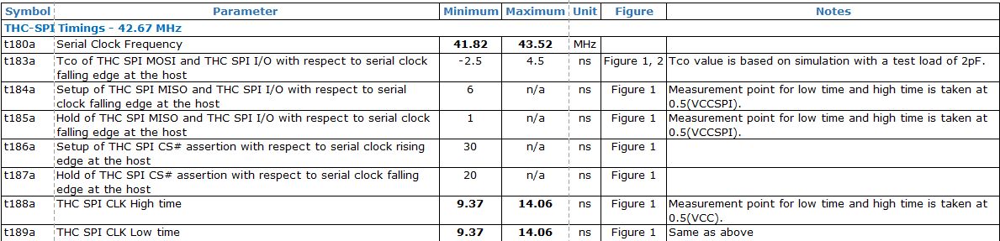 Symbol Parameter Minimum Maximum Unit Figure Notes
THC-SPI Timings - 42.67 MHz
t180a Serial Clock Frequency 41.82 43.52 MHz
t183a Tco of THC SPI MOSI and THC SPI I/O with respect to serial clock -2.5 4.5 ns Figure 1, 2 Tco value is based on simulation with a test load of 2pF.
falling edge at the host
t184a Setup of THC SPI MISO and THC SPI I/O with respect to serial 6 n/a ns Figure 1 Measurement point for low time and high time is taken at
clock falling edge at the host 0.5(VCCSPI).
t185a Hold of THC SPI MISO and THC SPI I/O with respect to serial clock 1 n/a ns Figure 1 Measurement point for low time and high time is taken at
falling edge at the host 0.5(VCCSPI).
t186a Setup of THC SPI CS# assertion with respect to serial clock rising 30 n/a ns Figure 1
edge at the host
t187a Hold of THC SPI CS# assertion with respect to serial clock falling 20 n/a ns Figure 1
edge at the host
t188a THC SPI CLK High time 9.37 14.06 ns Figure 1 Measurement point for low time and high time is taken at
0.5(VCC).
t189a THC SPI CLK Low time 9.37 14.06 ns Figure 1 Same as above